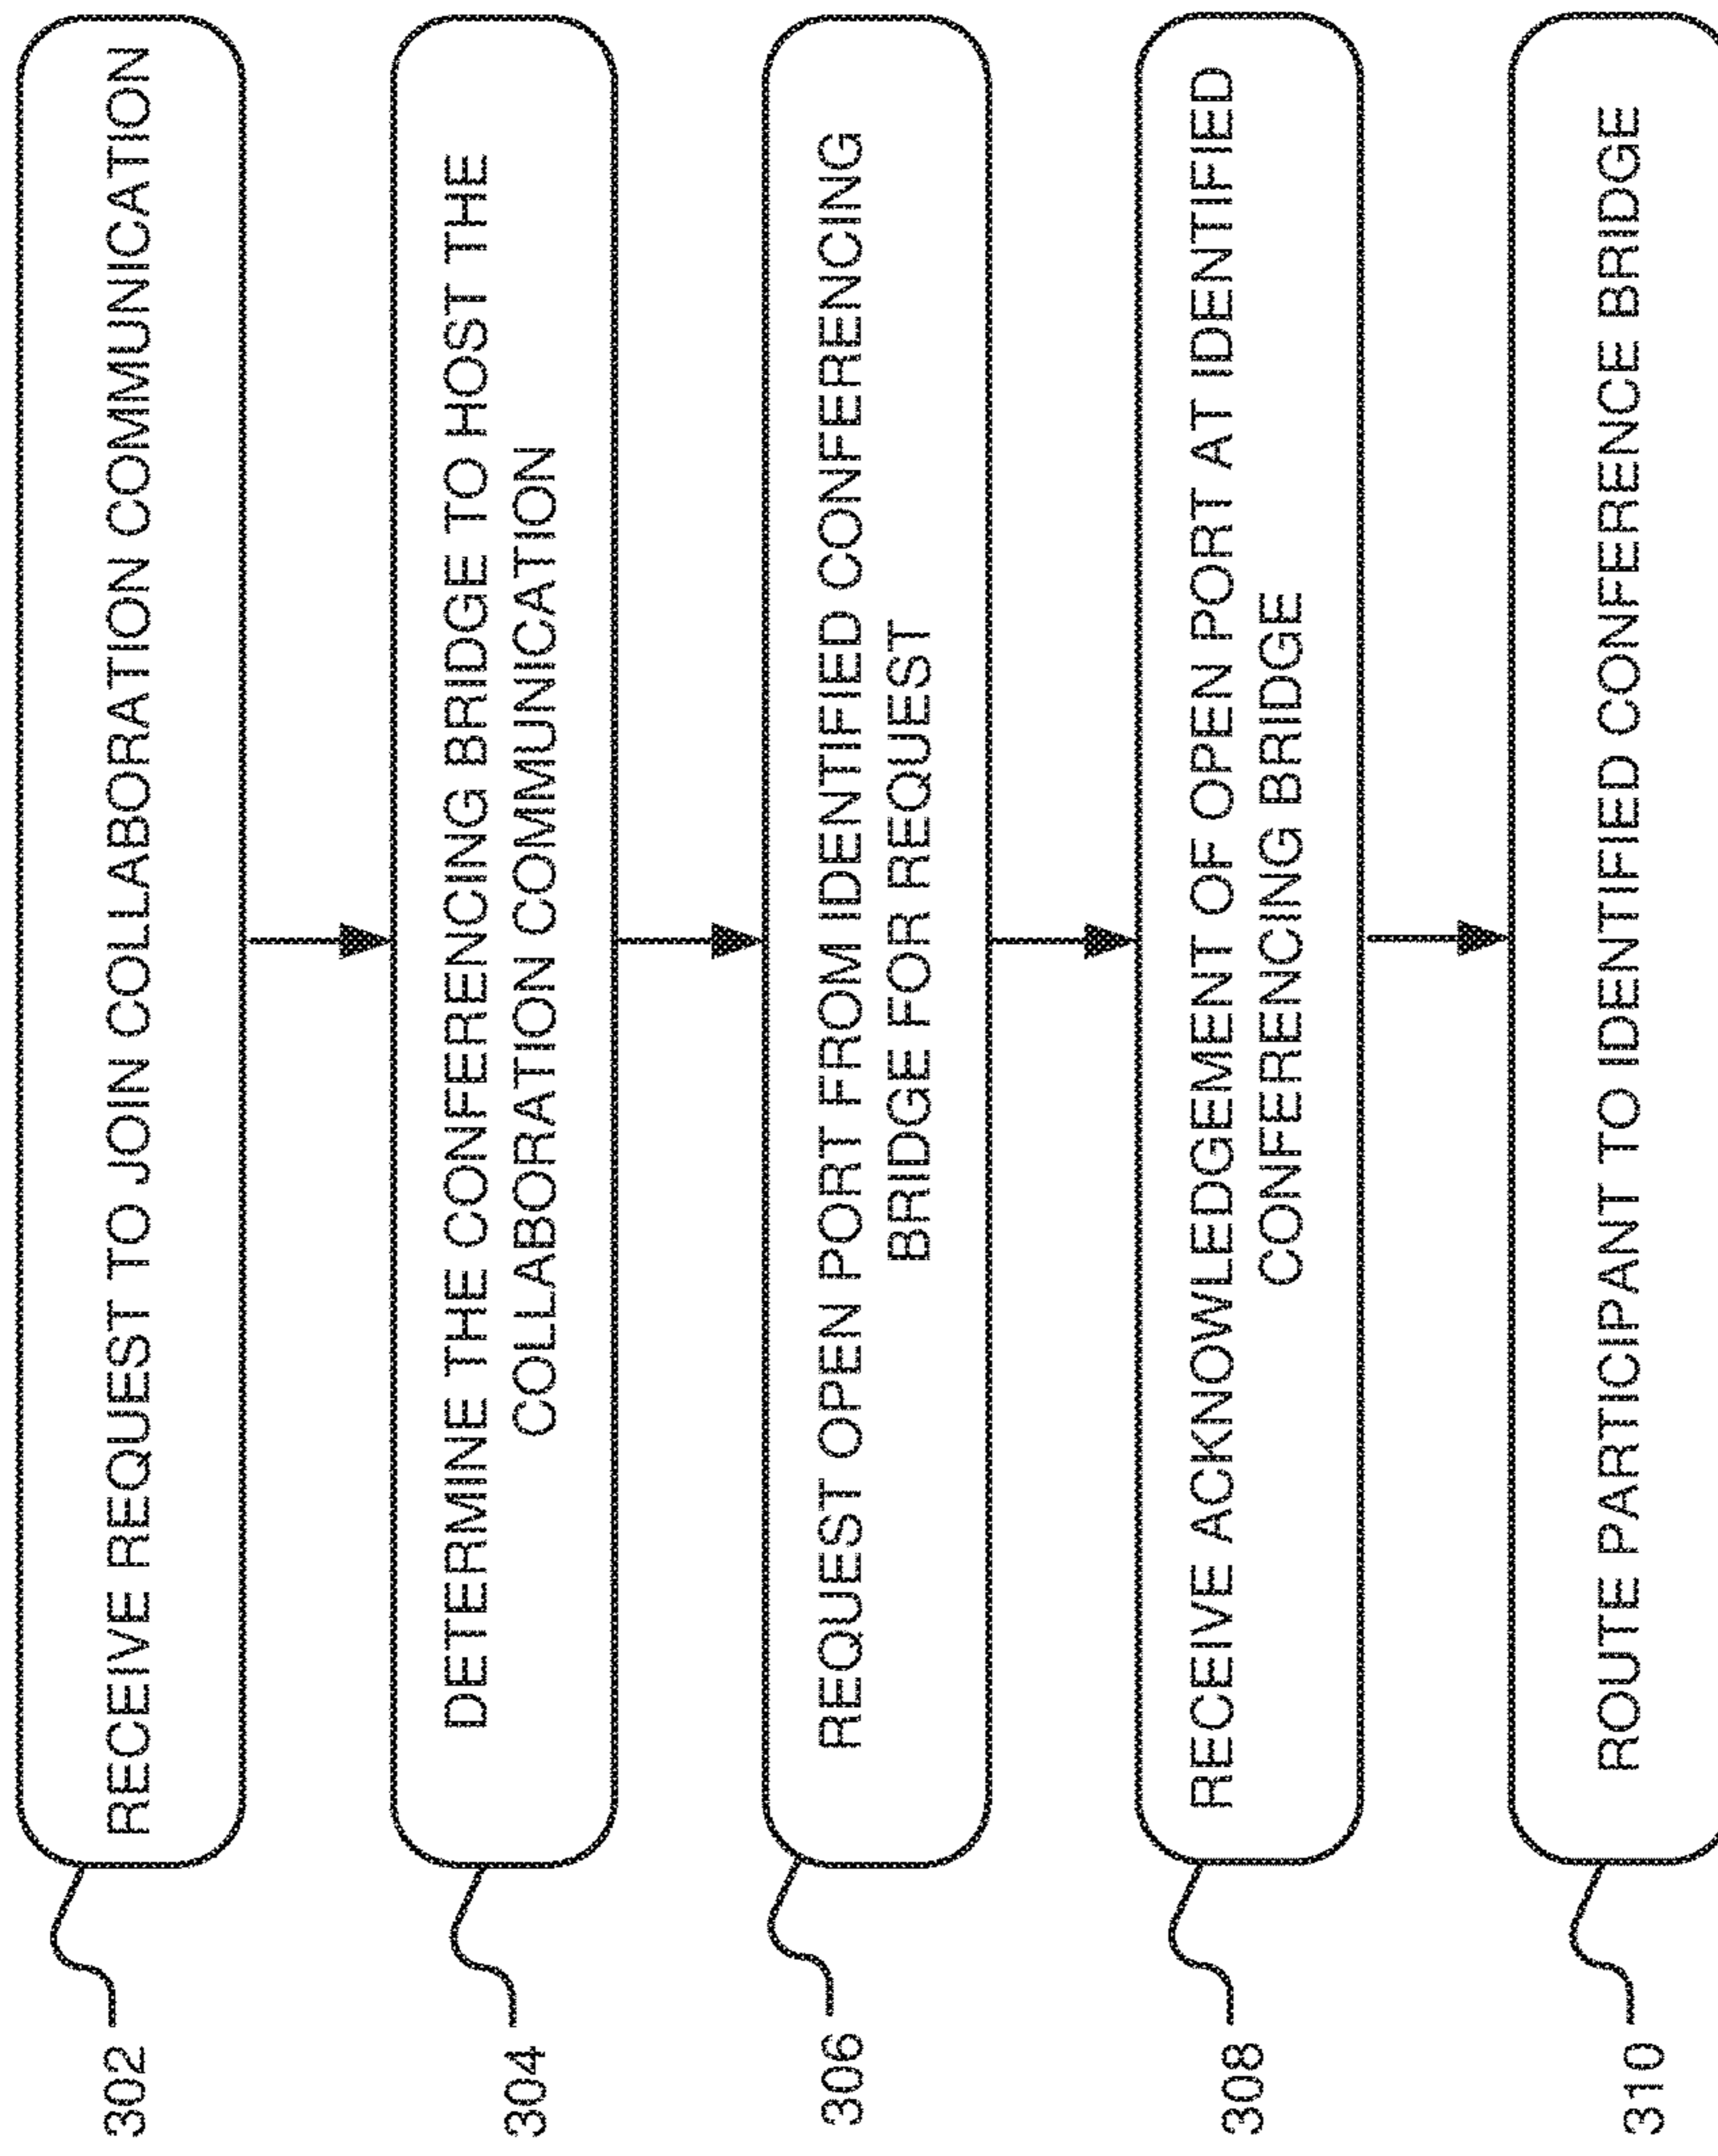 302
RECEIVE REQUEST TO JOIN COLLABORATION COMMUNICATION
304
DETERMINE THE CONFERENCING BRIDGE TO HOST THE
COLLABORATION COMMUNICATION
306
REQUEST OPEN PORT FROM IDENTIFIED CONFERENCING
BRIDGE FOR REQUEST
308
RECEIVE ACKNOWLEDGEMENT OF OPEN PORT AT IDENTIFIED
CONFERENCING BRIDGE
310
ROUTE PARTICIPANT TO IDENTIFIED CONFERENCE BRIDGE